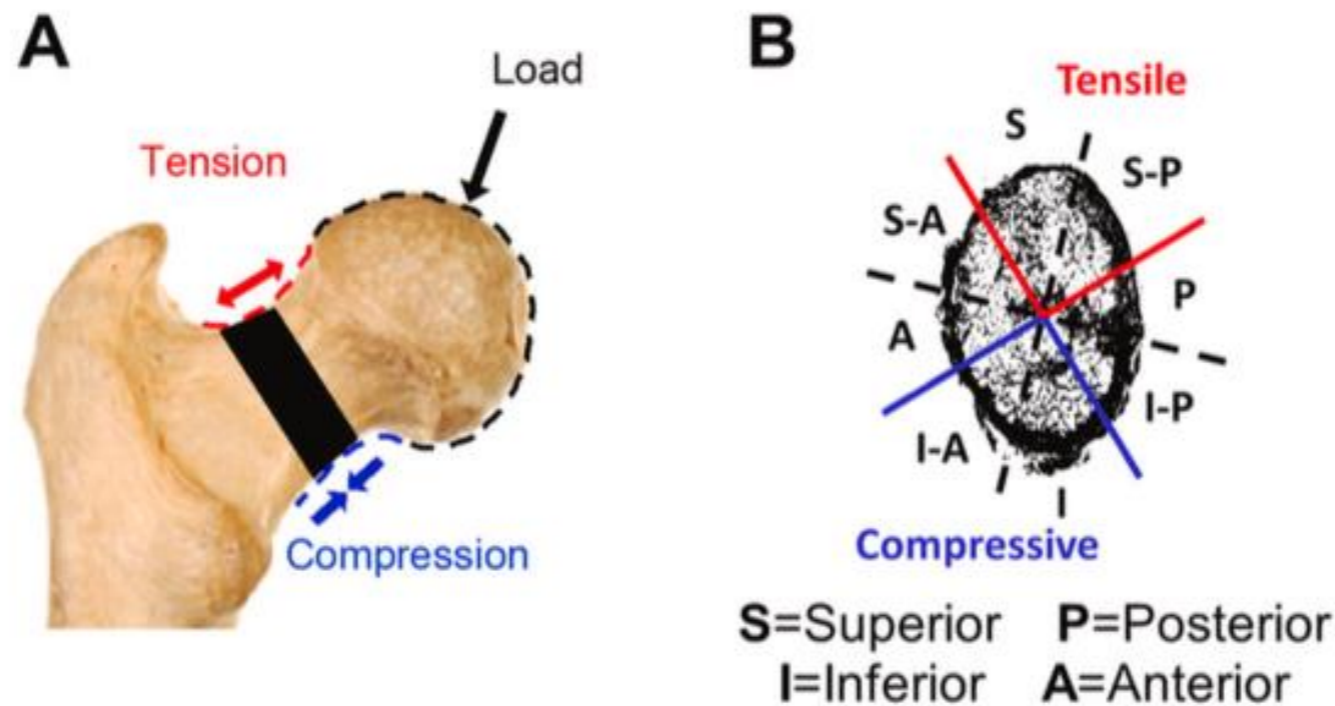 A
Load
Tension
Compression
B
Tensile
S
S-P
S-A
P
A
I-P
I-A
I
Compressive
S=Superior P=Posterior
I=Inferior A=Anterior